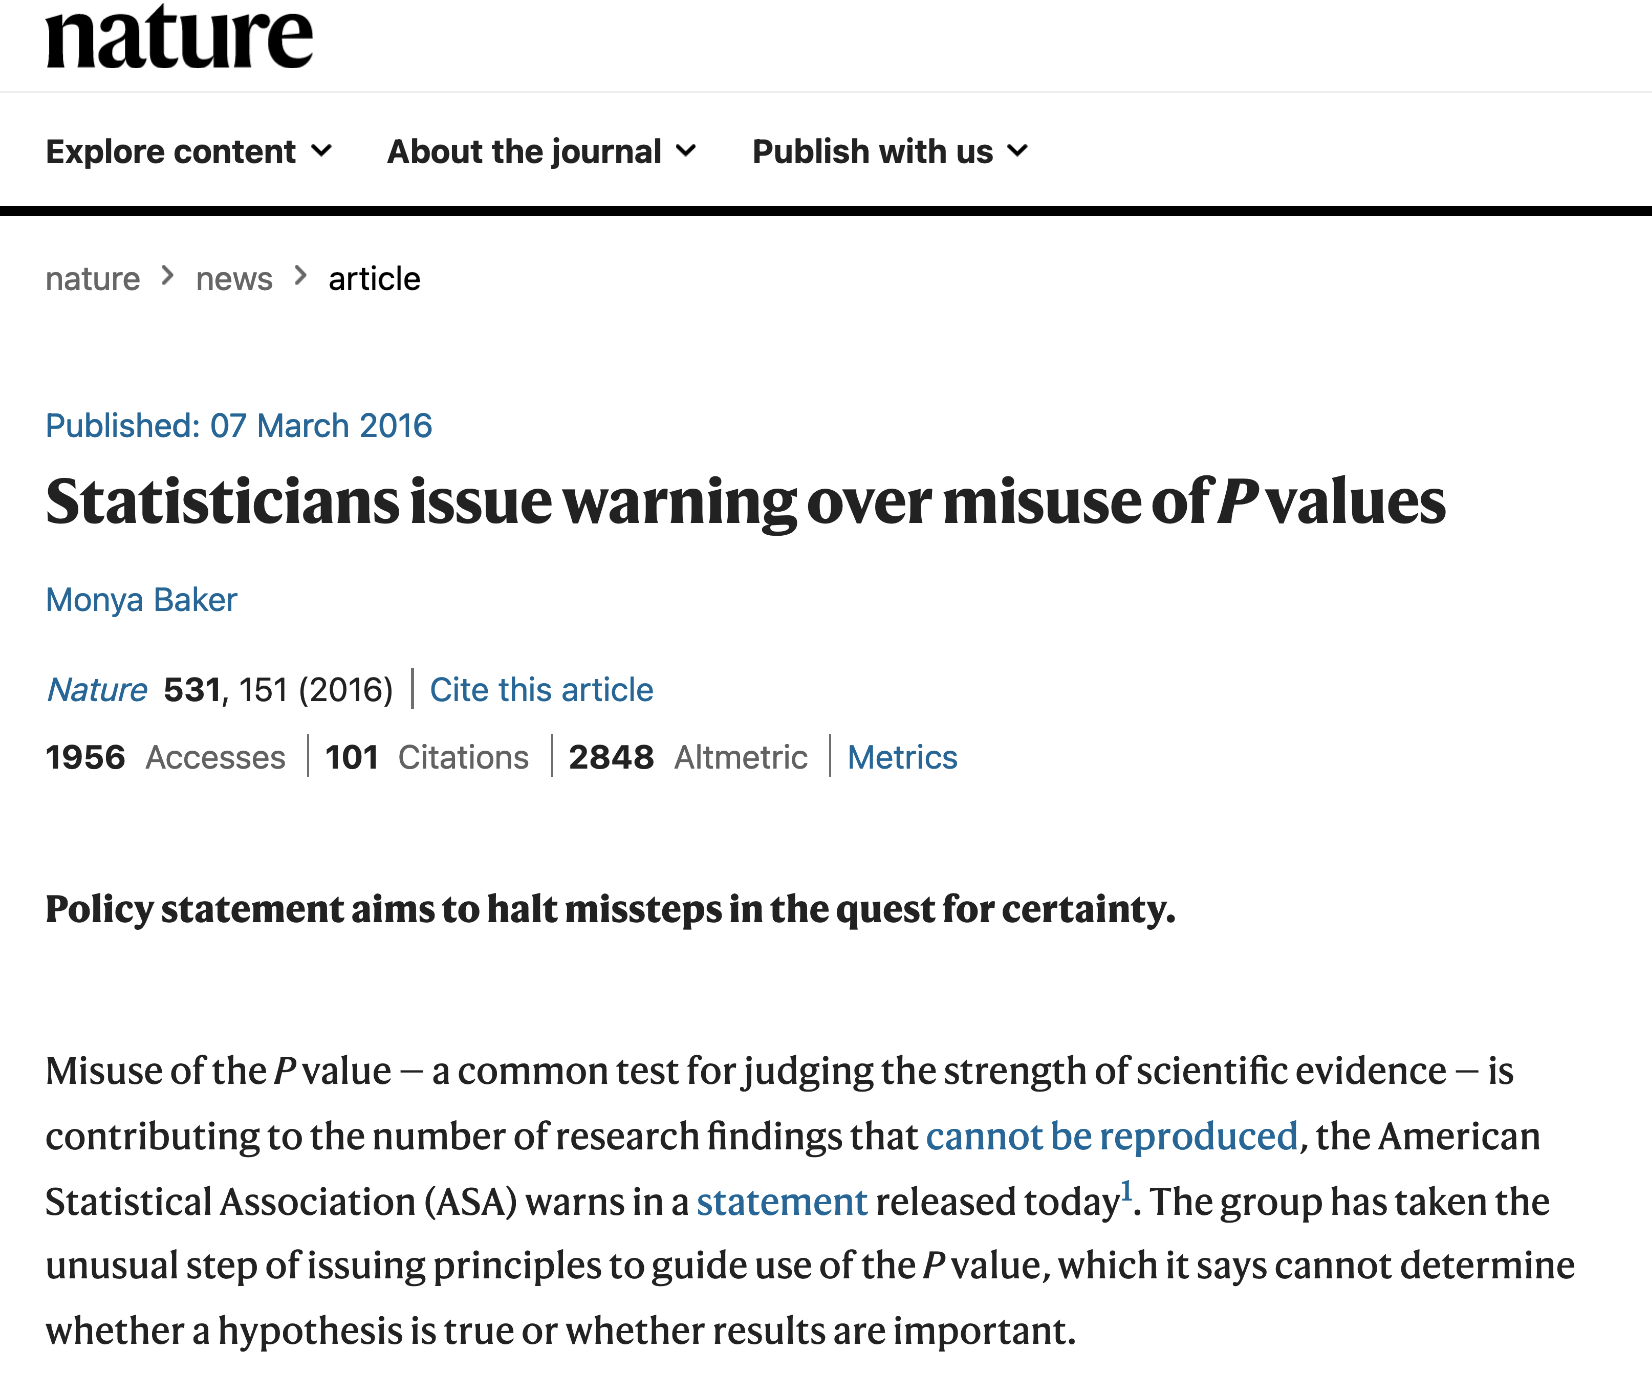 nature
Explore content About the journal Publish with us
nature > news > article
Published: 07 March 2016
Statisticians issue warning over misuse of P values
Monya Baker
Nature 531, 151 (2016) | Cite this article
1956 Accesses | 101 Citations | 2848 Altmetric | Metrics
Policy statement aims to halt missteps in the quest for certainty.
Misuse of the P value — a common test for judging the strength of scientific evidence — is
contributing to the number of research findings that cannot be reproduced, the American
Statistical Association (ASA) warns in a statement released today1. The group has taken the
unusual step of issuing principles to guide use of the P value, which it says cannot determine
whether a hypothesis is true or whether results are important.